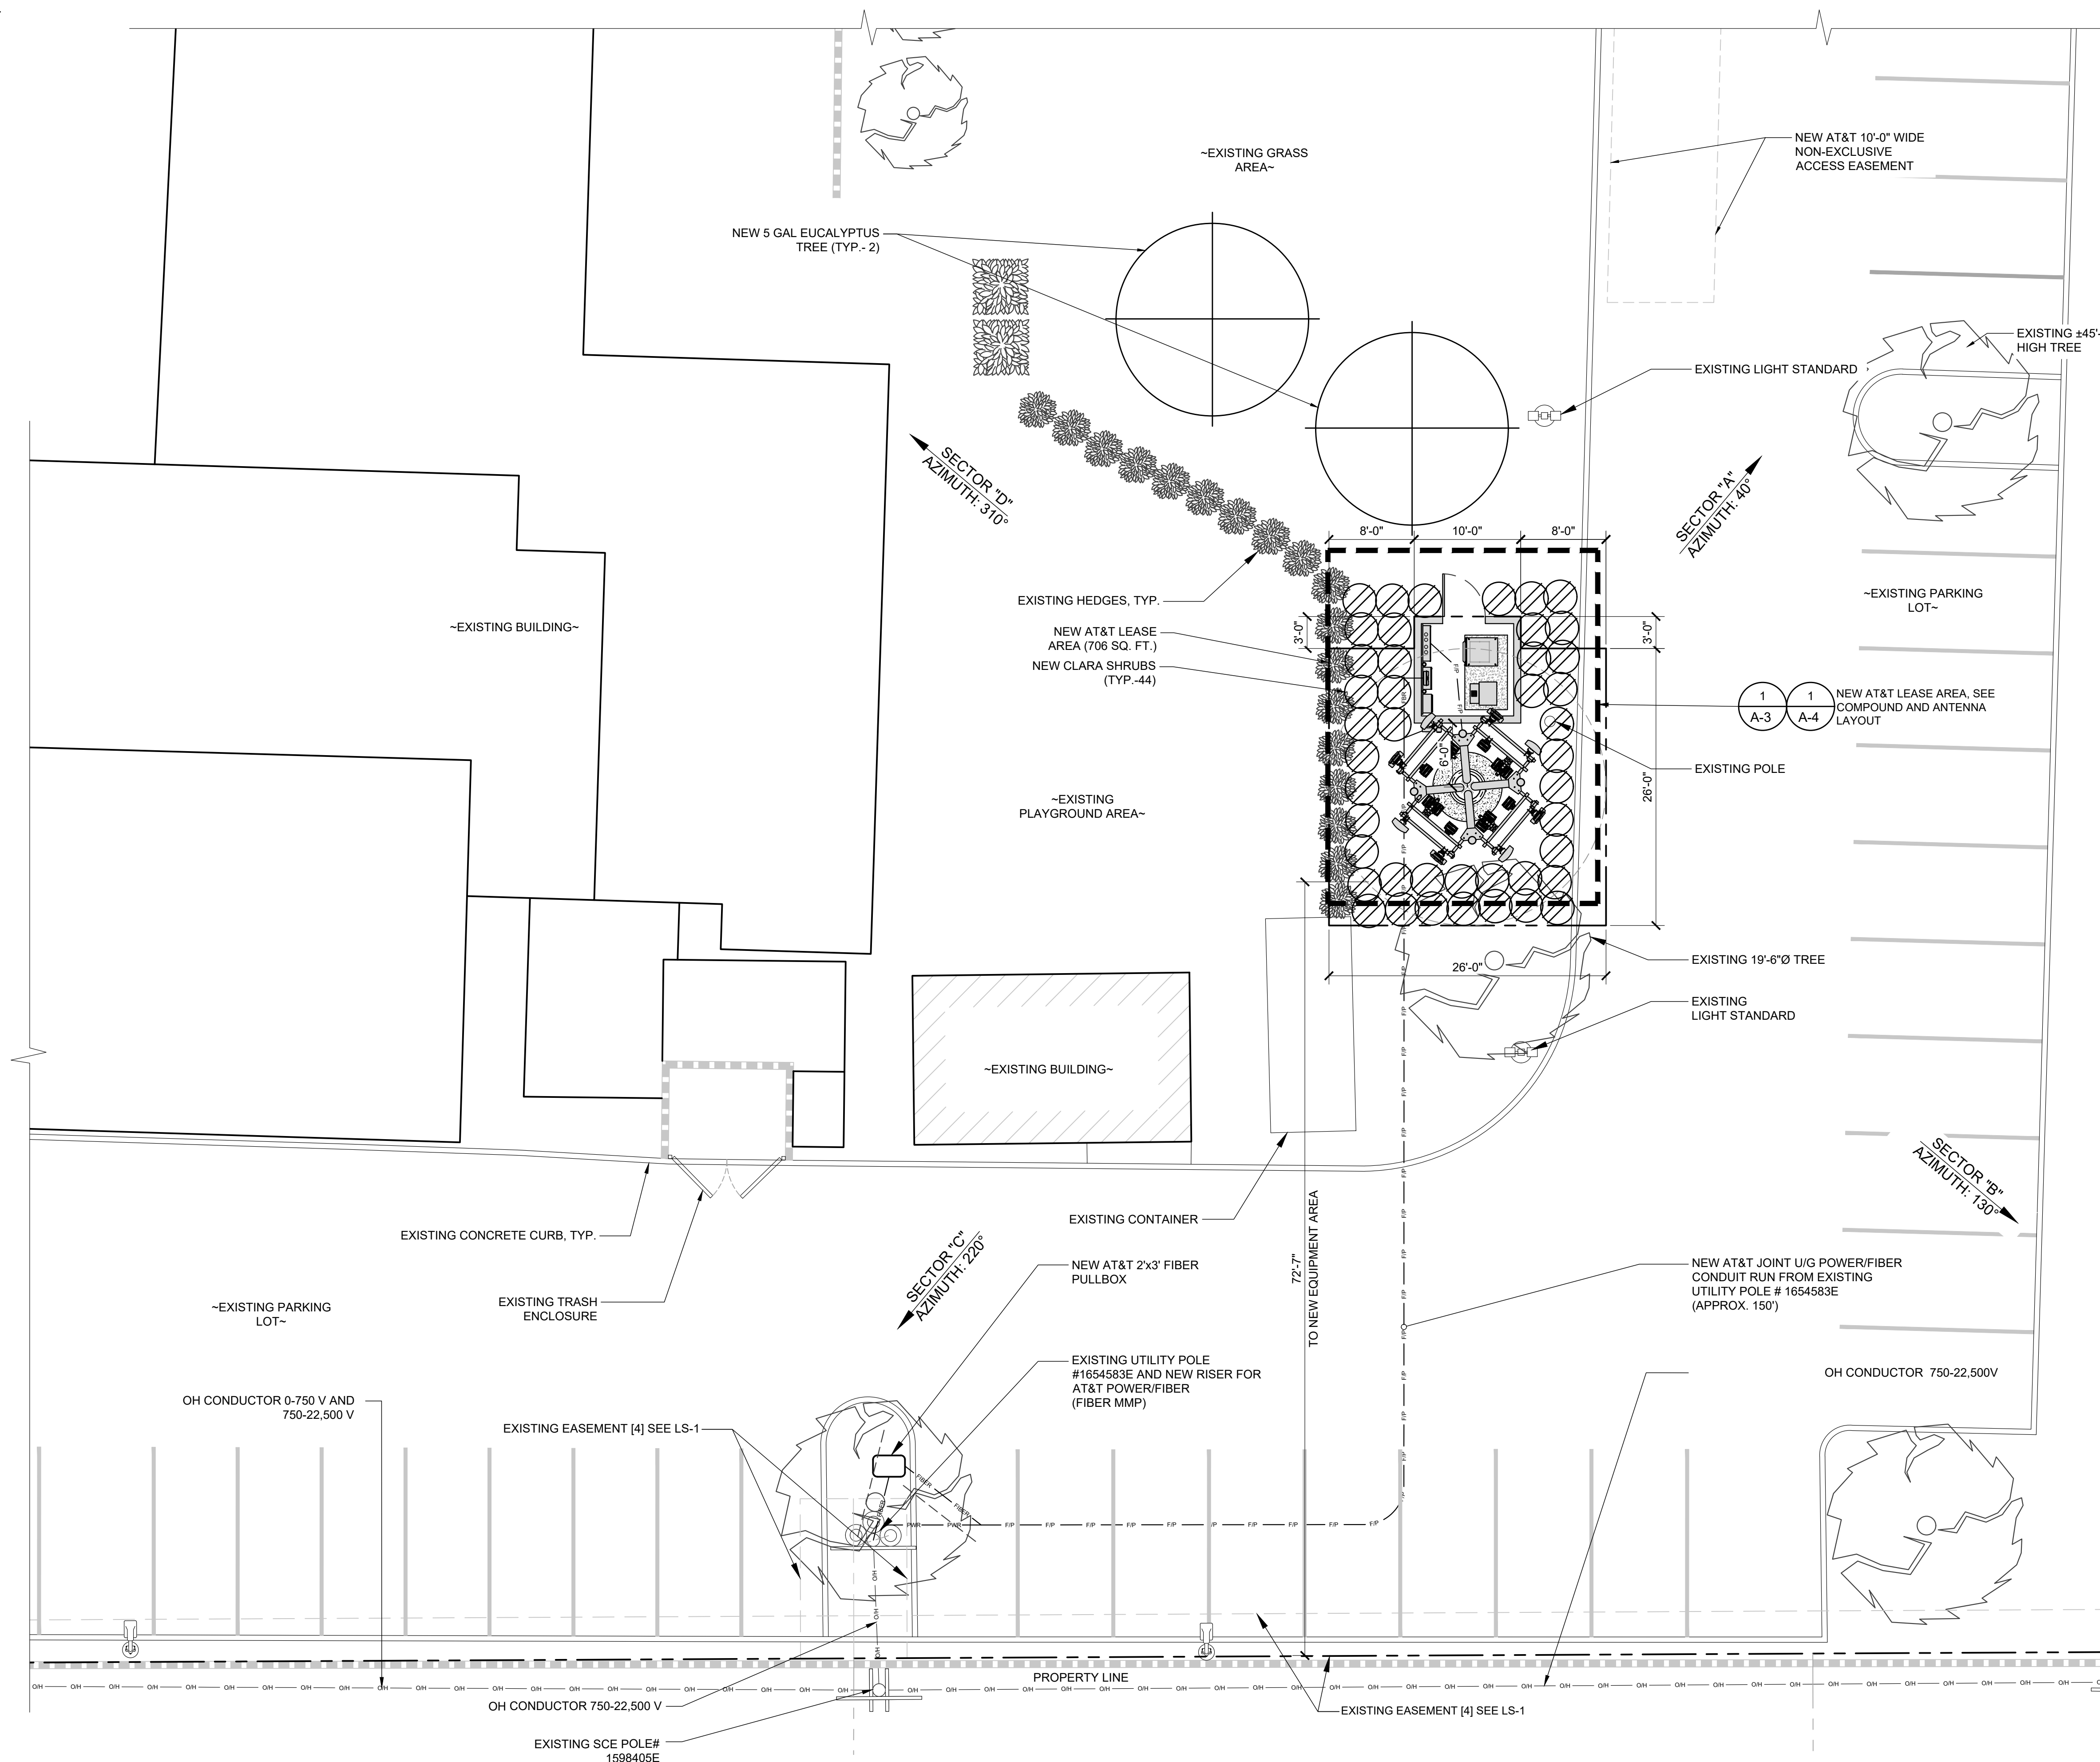 ~EXISTING GRASS
AREA~
NEW AT&T 10'-0" WIDE
NON-EXCLUSIVE
ACCESS EASEMENT
NEW 5 GAL EUCALYPTUS
TREE (TYP.- 2)
EXISTING ±45'-
HIGH TREE
EXISTING LIGHT STANDARD
SECTOR "D"
AZIMUTH: 310°
SECTOR "A"
AZIMUTH: 40°
8'-0"
10'-0"
8'-0"
EXISTING HEDGES, TYP.
~EXISTING PARKING
LOT~
~EXISTING BUILDING~
3'-0"
3'-0"
NEW AT&T LEASE
AREA (706 SQ. FT.)
NEW CLARA SHRUBS
(TYP.-44)
F/P
FBR
F/P
1
A-3
1
A-4
NEW AT&T LEASE AREA, SEE
COMPOUND AND ANTENNA
LAYOUT
6'-0"
EXISTING POLE
26'-0"
~EXISTING
PLAYGROUND AREA~
F/P
F/P
F/P
F/P
EXISTING 19'-6"Ø TREE
26'-0"
F/P
EXISTING
LIGHT STANDARD
F/P
F/P
~EXISTING BUILDING~
F/P
F/P
F/P
SECTOR "B"
AZIMUTH: 130°
EXISTING CONTAINER
F/P
EXISTING CONCRETE CURB, TYP.
SECTOR "C"
AZIMUTH: 220°
72'-7"
TO NEW EQUIPMENT AREA
F/P
NEW AT&T 2'x3' FIBER
PULLBOX
NEW AT&T JOINT U/G POWER/FIBER
CONDUIT RUN FROM EXISTING
UTILITY POLE # 1654583E
(APPROX. 150')
F/P
EXISTING TRASH
ENCLOSURE
~EXISTING PARKING
LOT~
F/P
EXISTING UTILITY POLE
#1654583E AND NEW RISER FOR
AT&T POWER/FIBER
(FIBER MMP)
F/P
OH CONDUCTOR 750-22,500V
OH CONDUCTOR 0-750 V AND
750-22,500 V
F/P
EXISTING EASEMENT [4] SEE LS-1
F/P
FIBER
FIBER
FIBER
F/P
PWR PWR F/P F/P F/P F/P F/P F/P F/P F/P F/P F/P
O/H
O/H
O/H
PROPERTY LINE
O/H O/H O/H O/H O/H O/H O/H O/H O/H O/H O/H O/H O/H O/H O/H O/H O/H O/H O/H O/H O/H O/H O/H O/H O/H O/H O/H O/H O/H O/H O/H O/H O/H O/H O/H O/H O/H O/H O/H O/H O/H O/H O/H O/H O/H O/H O/H O/H O/H O/H O/H O/H O/H O/H
OH CONDUCTOR 750-22,500 V
EXISTING EASEMENT [4] SEE LS-1
EXISTING SCE POLE#
1598405E